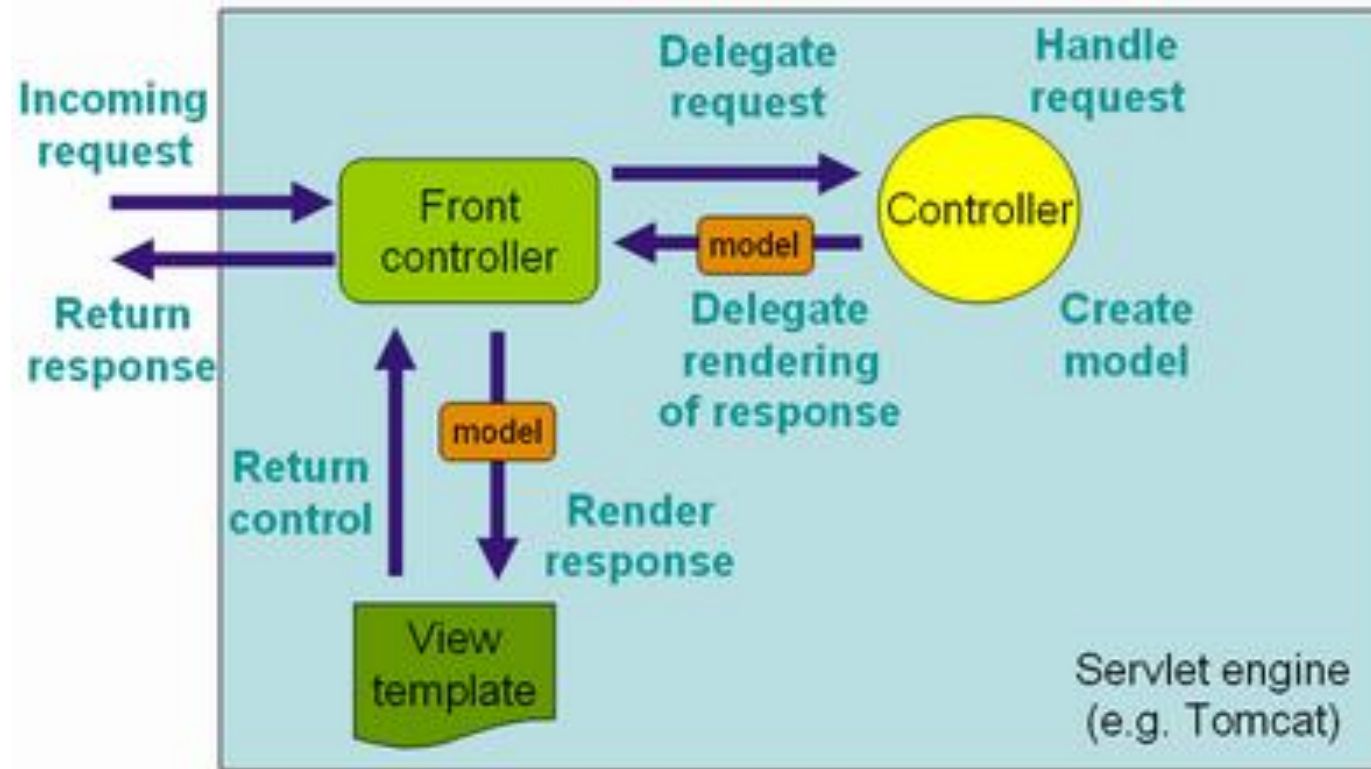 Incoming
request
Delegate
request
Handle
request
Front
controller
Controller
model
Return
response
Delegate
rendering
of response
Create
model
model
Return
control
Render
response
View
template
Servlet engine
(e.g. Tomcat)